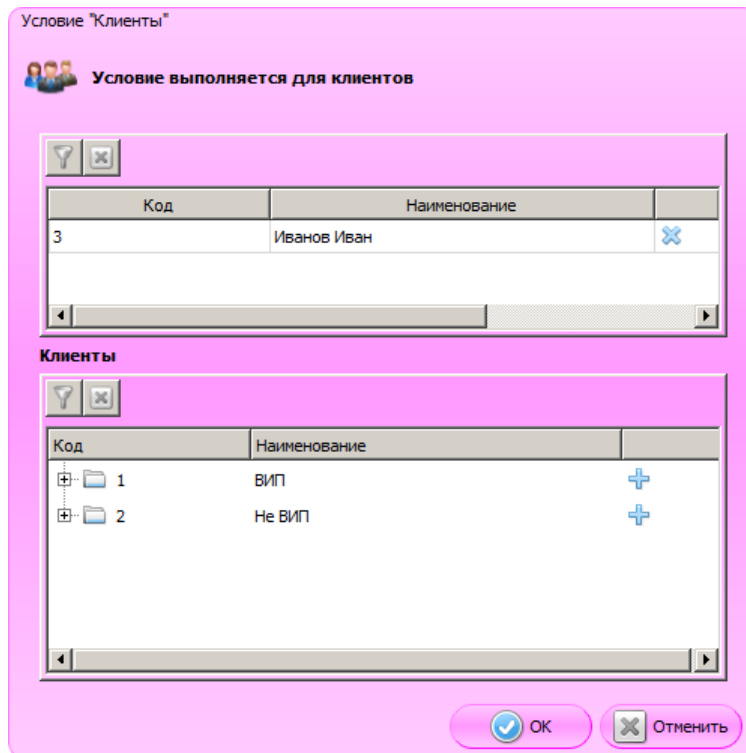 Условие "Клиенты"
Условие выполняется для клиентов
Код Наименование
3 Иванов Иван
Клиенты
Код Наименование
1 ВИП
2 Не ВИП
ОК Отменить